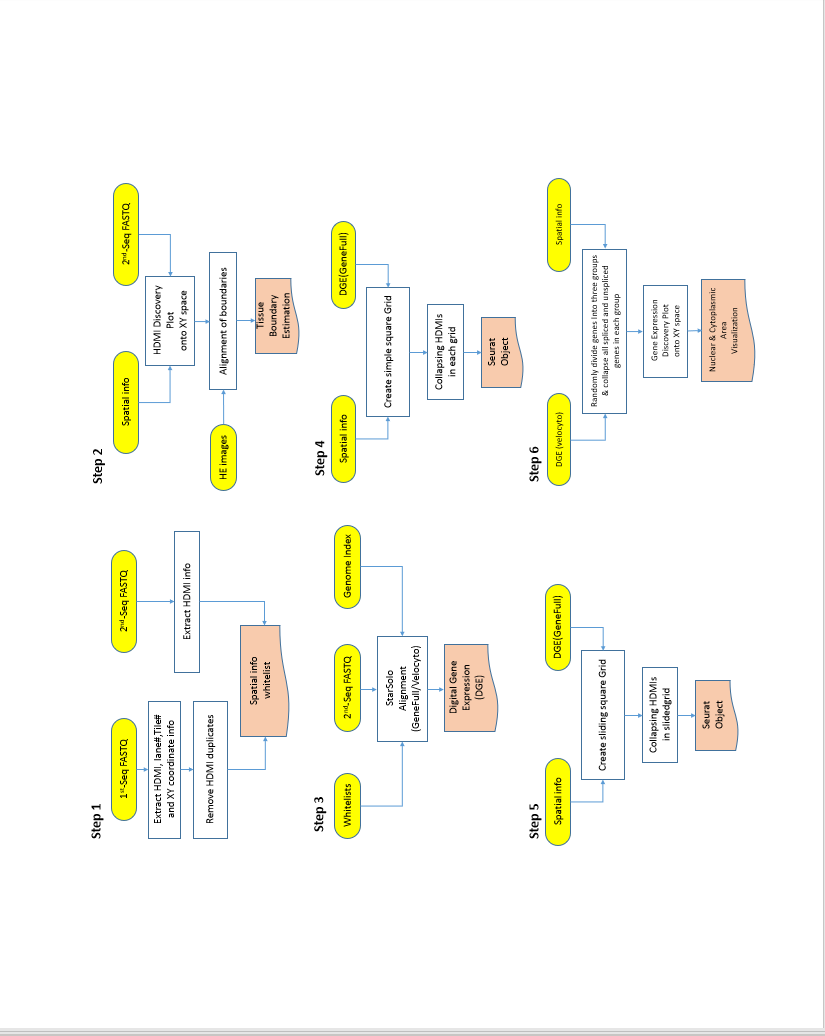 Step 1
1st-Seq FASTQ
2nd-Seq FASTQ
Extract HDMI, lane#,Tile#
and XY coordinate info
Extract HDMI info
Remove HDMI duplicates
Spatial info
whitelist
Step 2
Spatial info
2nd-Seq FASTQ
HDMI Discovery
Plot
onto XY space
HE images
Alignment of boundaries
Tissue
Boundary
Estimation
Step 3
Whitelists
2nd-Seq FASTQ
Genome Index
StarSolo
Alignment
(GeneFull/Velocyto)
Digital Gene
Expression
(DGE)
Step 4
Spatial info
DGE(GeneFull)
Create simple square Grid
Collapsing HDMIs
in each grid
Seurat
Object
Step 5
Spatial info
DGE(GeneFull)
Create sliding square Grid
Collapsing HDMIs
in slidedgrid
Seurat
Object
Step 6
DGE (velocyto)
Spatial info
Randomly divide genes Into three groups
& collapse all spliced and unspliced
genes in each group
Gene Expression
Discovery Plot
onto XY space
Nuclear & Cytoplasmic
Area
Visualization